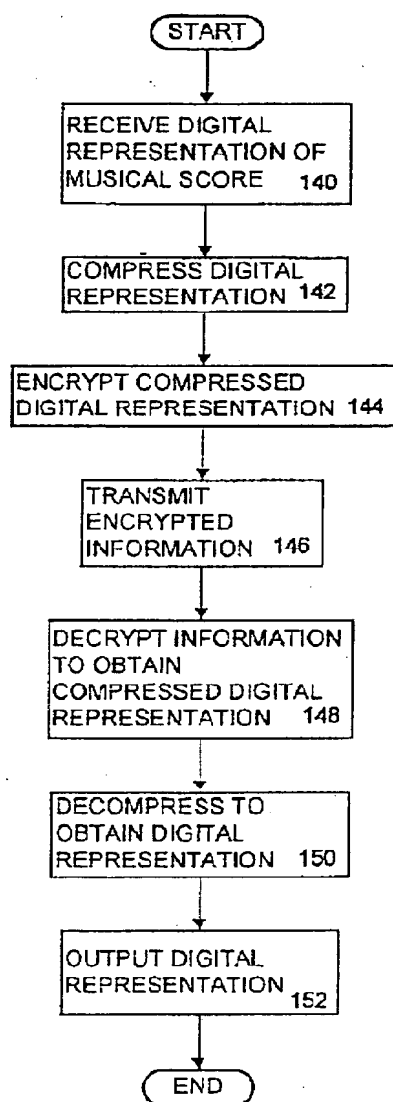 START
RECEIVE DIGITAL
REPRESENTATION OF
MUSICAL SCORE 140
COMPRESS DIGITAL
REPRESENTATION 142
ENCRYPT COMPRESSED
DIGITAL REPRESENTATION 144
TRANSMIT
ENCRYPTED
INFORMATION 146
DECRYPT INFORMATION
TO OBTAIN
COMPRESSED DIGITAL
REPRESENTATION 148
DECOMPRESS TO
OBTAIN DIGITAL
REPRESENTATION 150
OUTPUT DIGITAL
REPRESENTATION 152
END